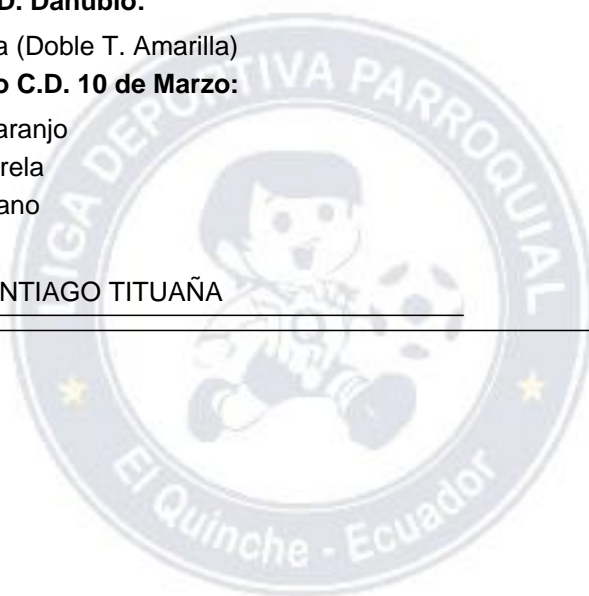 .D. Danubio:
a (Doble T. Amarilla)
o C.D. 10 de Marzo:
aranjo
rela
ano
NTIAGO TITUAÑA
LIGA DEPORTIVA PARROQUIAL
El Quinche - Ecuador